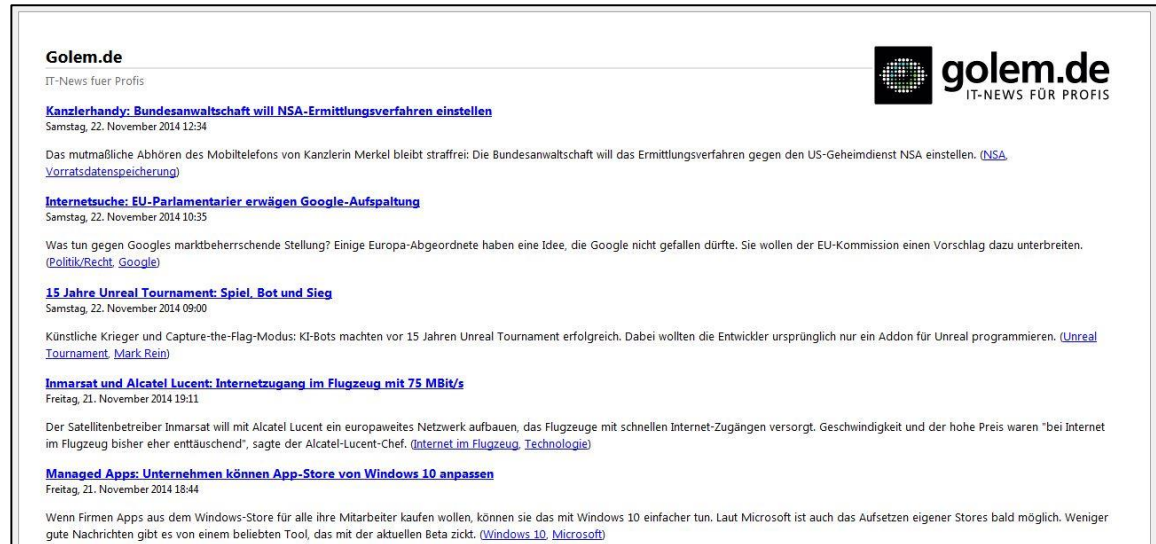 Golem.de
golem.de
IT-NEWS FÜR PROFIS
IT-News fuer Profis
Kanzlerhandy: Bundesanwaltschaft will NSA-Ermittlungsverfahren einstellen
Samstag, 22. November 2014 12:34
Das mutmaßliche Abhören des Mobiltelefons von Kanzlerin Merkel bleibt straffrei: Die Bundesanwaltschaft will das Ermittlungsverfahren gegen den US-Geheimdienst NSA einstellen. (NSA,
Vorratsdatenspeicherung)
Internetsuche: EU-Parlamentarier erwägen Google-Aufspaltung
Samstag, 22. November 2014 10:35
Was tun gegen Googles marktbeherrschende Stellung? Einige Europa-Abgeordnete haben eine Idee, die Google nicht gefallen dürfte. Sie wollen der EU-Kommission einen Vorschlag dazu unterbreiten.
(Politik/Recht, Google)
15 Jahre Unreal Tournament: Spiel, Bot und Sieg
Samstag, 22. November 2014 09:00
Künstliche Krieger und Capture-the-Flag-Modus: KI-Bots machten vor 15 Jahren Unreal Tournament erfolgreich. Dabei wollten die Entwickler ursprünglich nur ein Addon für Unreal programmieren. (Unreal
Tournament, Mark Rein)
Inmarsat und Alcatel Lucent: Internetzugang im Flugzeug mit 75 MBit/s
Freitag, 21. November 2014 19:11
Der Satellitenbetreiber Inmarsat will mit Alcatel Lucent ein europaweites Netzwerk aufbauen, das Flugzeuge mit schnellen Internet-Zugängen versorgt. Geschwindigkeit und der hohe Preis waren "bei Internet
im Flugzeug bisher eher enttäuschend", sagte der Alcatel-Lucent-Chef. (Internet im Flugzeug, Technologie)
Managed Apps: Unternehmen können App-Store von Windows 10 anpassen
Freitag, 21. November 2014 18:44
Wenn Firmen Apps aus dem Windows-Store für alle ihre Mitarbeiter kaufen wollen, können sie das mit Windows 10 einfacher tun. Laut Microsoft ist auch das Aufsetzen eigener Stores bald möglich. Weniger
gute Nachrichten gibt es von einem beliebten Tool, das mit der aktuellen Beta zickt. (Windows 10, Microsoft)